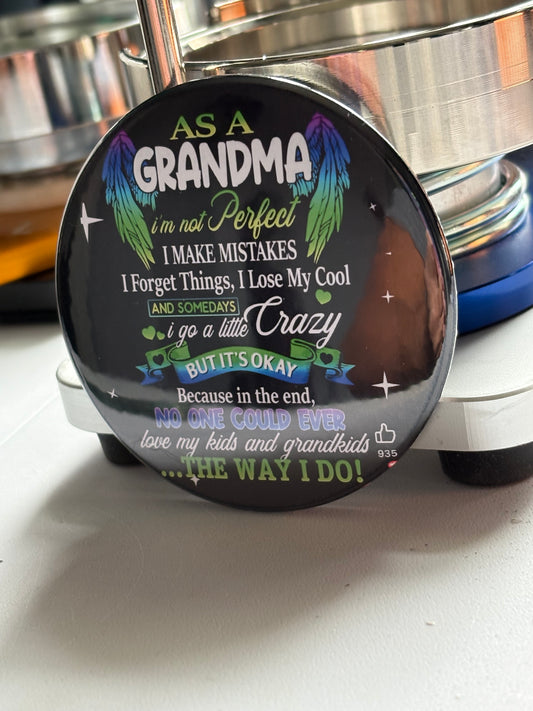 AS A
GRANDMA
i'm not Perfect
I MAKE MISTAKES
I Forget Things, I Lose My Cool
AND SOMEDAYS
i go a little Crazy
BUT IT'S OKAY
Because in the end,
NO ONE COULD EVER
love my kids and grandkids
...THE WAY I DO!
935